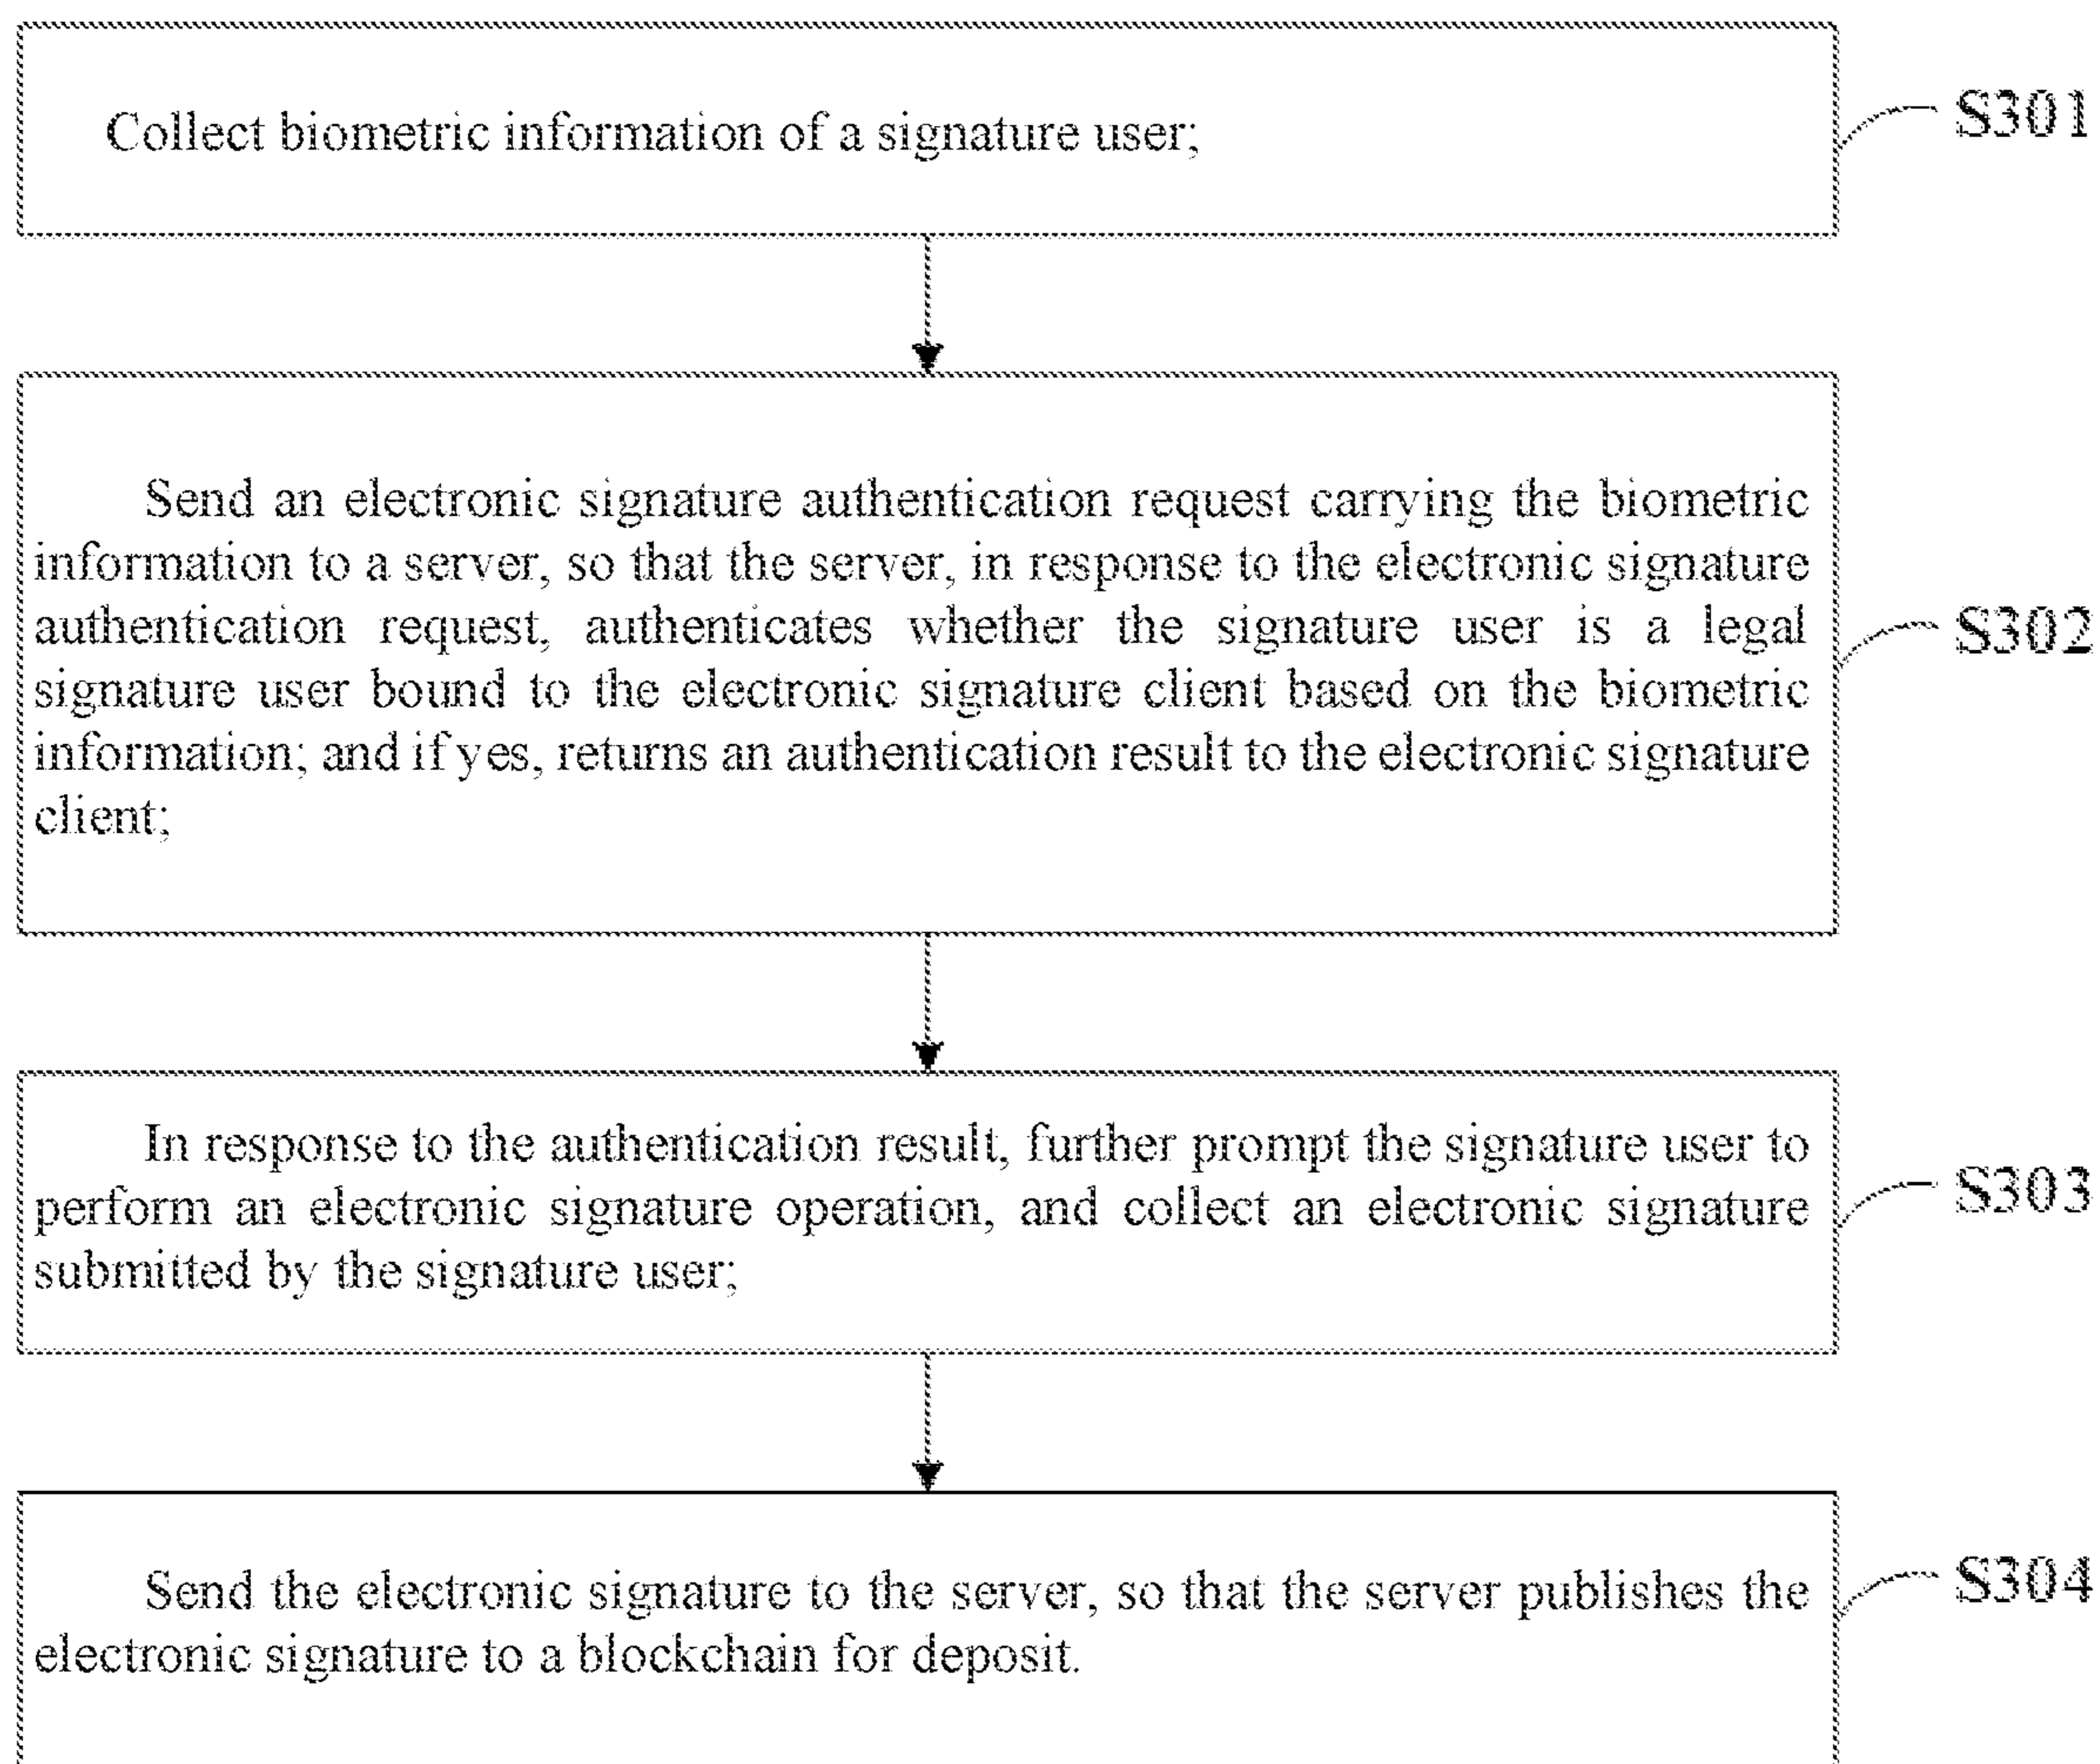 Collect biometric information of a signature user;
S301
Send an electronic signature authentication request carrying the biometric
information to a server, so that the server, in response to the electronic signature
authentication request, authenticates whether the signature user is a legal
signature user bound to the electronic signature client based on the biometric
information; and if yes, returns an authentication result to the electronic signature
client;
S302
In response to the authentication result, further prompt the signature user to
perform an electronic signature operation, and collect an electronic signature
submitted by the signature user;
S303
Send the electronic signature to the server, so that the server publishes the
electronic signature to a blockchain for deposit.
S304